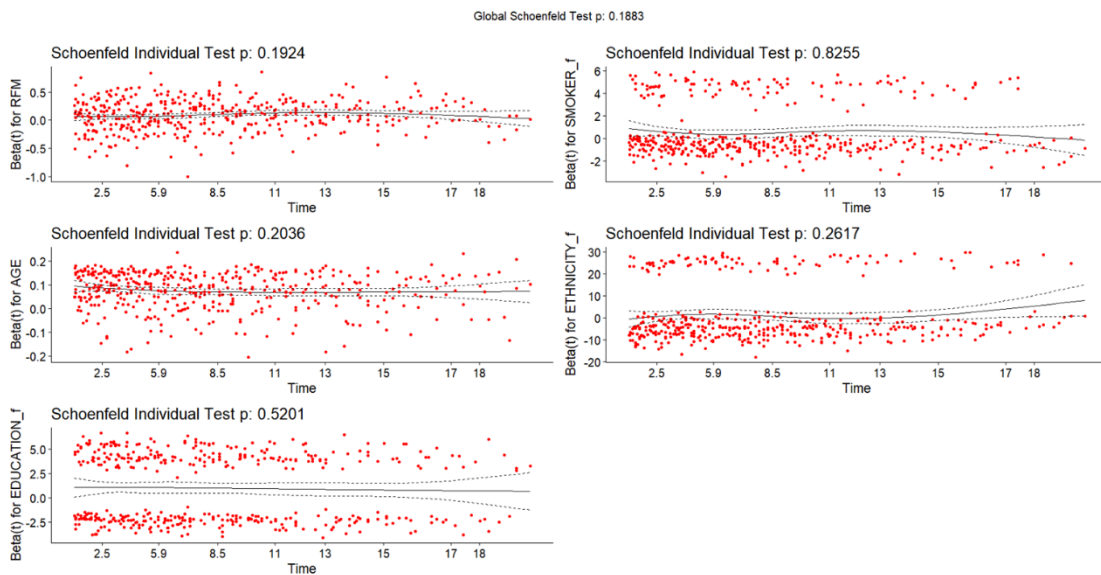 Global Schoenfeld Test p: 0.1883
Schoenfeld Individual Test p: 0.1924
Beta(t) for RFM
0.5
0.0
-0.5
-1.0
2.5 5.9 8.5 11 13 15 17 18
Time
Schoenfeld Individual Test p: 0.8255
Beta(t) for SMOKER_f
6
4
2
0
-2
2.5 5.9 8.5 11 13 15 17 18
Time
Schoenfeld Individual Test p: 0.2036
Beta(t) for AGE
0.2
0.1
0.0
-0.1
-0.2
2.5 5.9 8.5 11 13 15 17 18
Time
Schoenfeld Individual Test p: 0.2617
Beta(t) for ETHNICITY_f
30
20
10
0
-10
-20
2.5 5.9 8.5 11 13 15 17 18
Time
Schoenfeld Individual Test p: 0.5201
Beta(t) for EDUCATION_f
5.0
2.5
0.0
-2.5
2.5 5.9 8.5 11 13 15 17 18
Time